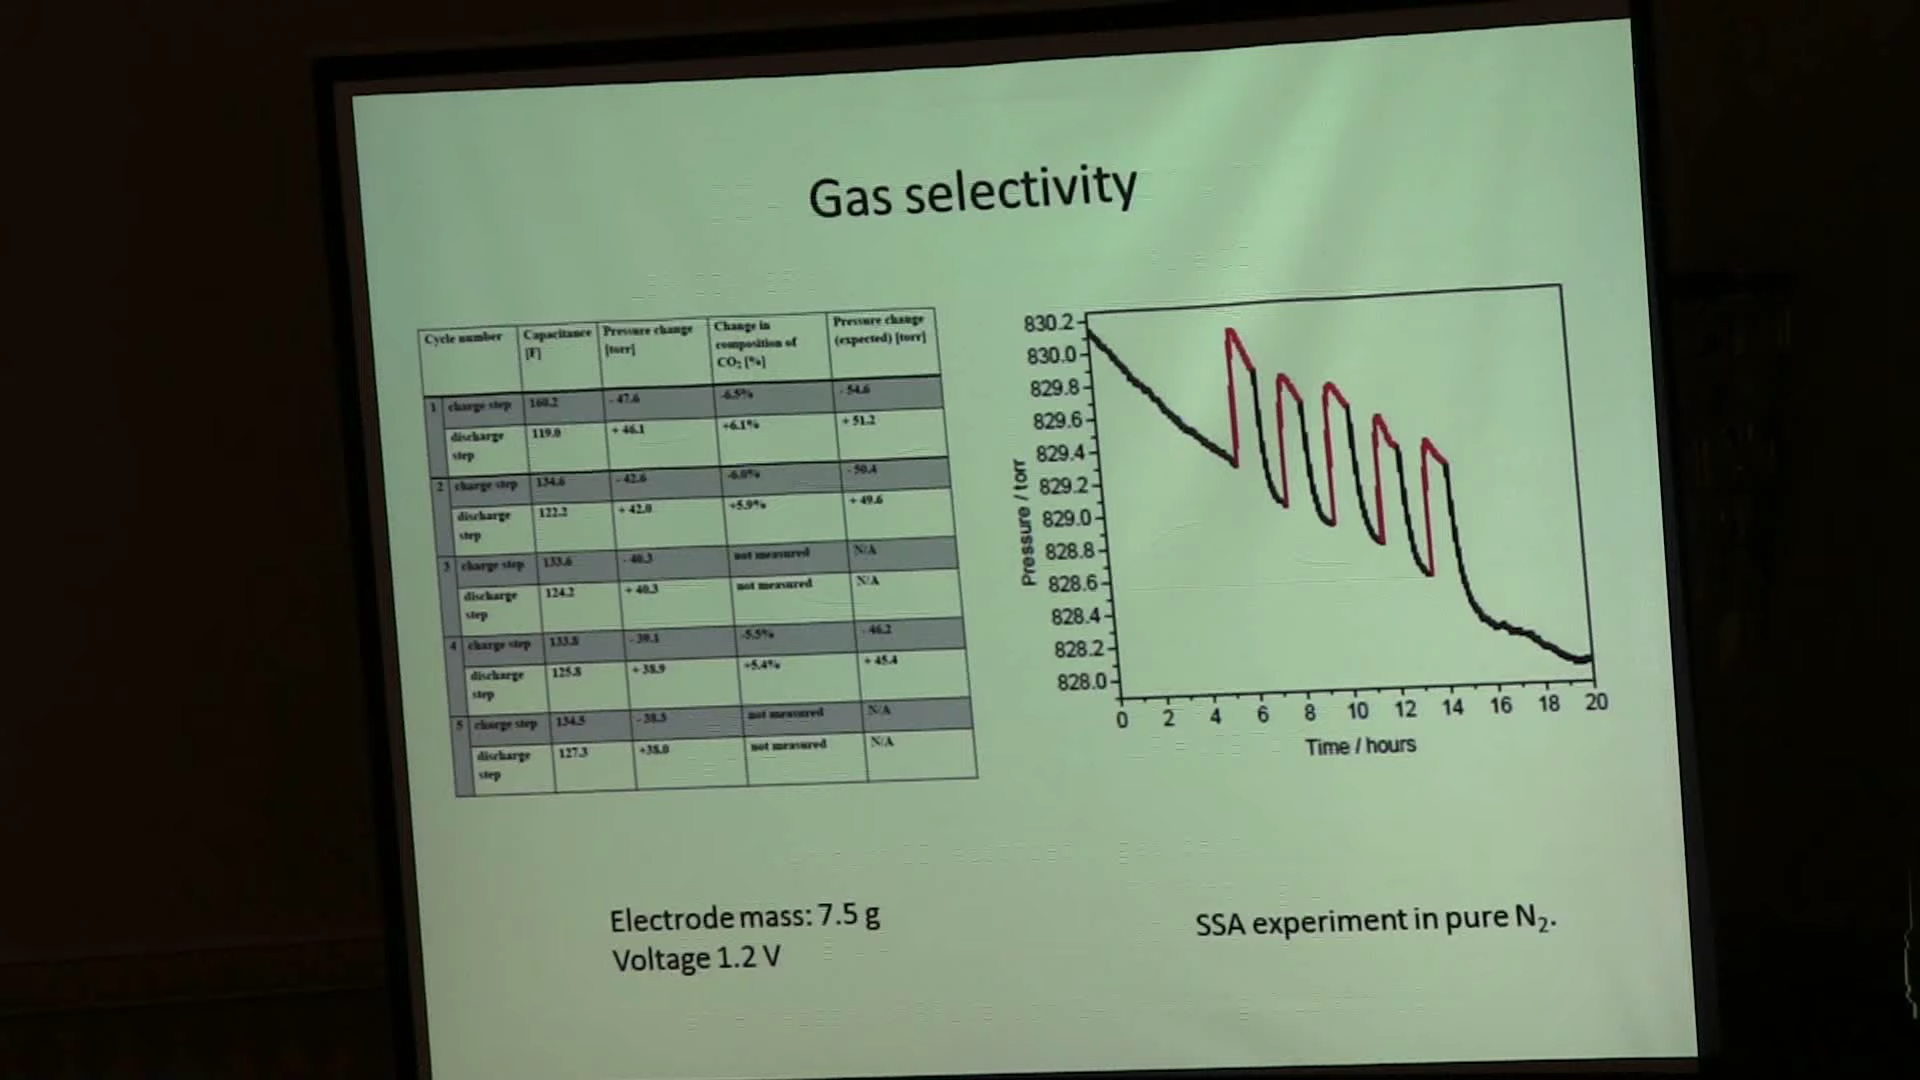 Gas selectivity
Cycle number
Capacitance
[F]
Pressure change
[torr]
Change in
composition of
CO₂ [%]
Pressure change
(expected) [torr]
1 charge step 160.2 - 47.6 -6.5% - 54.6
discharge
step
119.0 + 46.1 +6.1% + 51.2
2 charge step 134.6 - 42.6 -6.0% - 50.4
discharge
step
122.2 + 42.0 +5.9% + 49.6
3 charge step 133.6 - 40.3 not measured N/A
discharge
step
124.2 + 40.3 not measured N/A
4 charge step 133.8 - 39.1 -5.5% - 46.2
discharge
step
125.8 + 38.9 +5.4% + 45.4
5 charge step 134.5 - 38.5 not measured N/A
discharge
step
127.3 +38.0 not measured N/A
Electrode mass: 7.5 g
Voltage 1.2 V
830.2
830.0
829.8
829.6
829.4
829.2
829.0
828.8
828.6
828.4
828.2
828.0
Pressure / torr
0 2 4 6 8 10 12 14 16 18 20
Time / hours
SSA experiment in pure N₂.